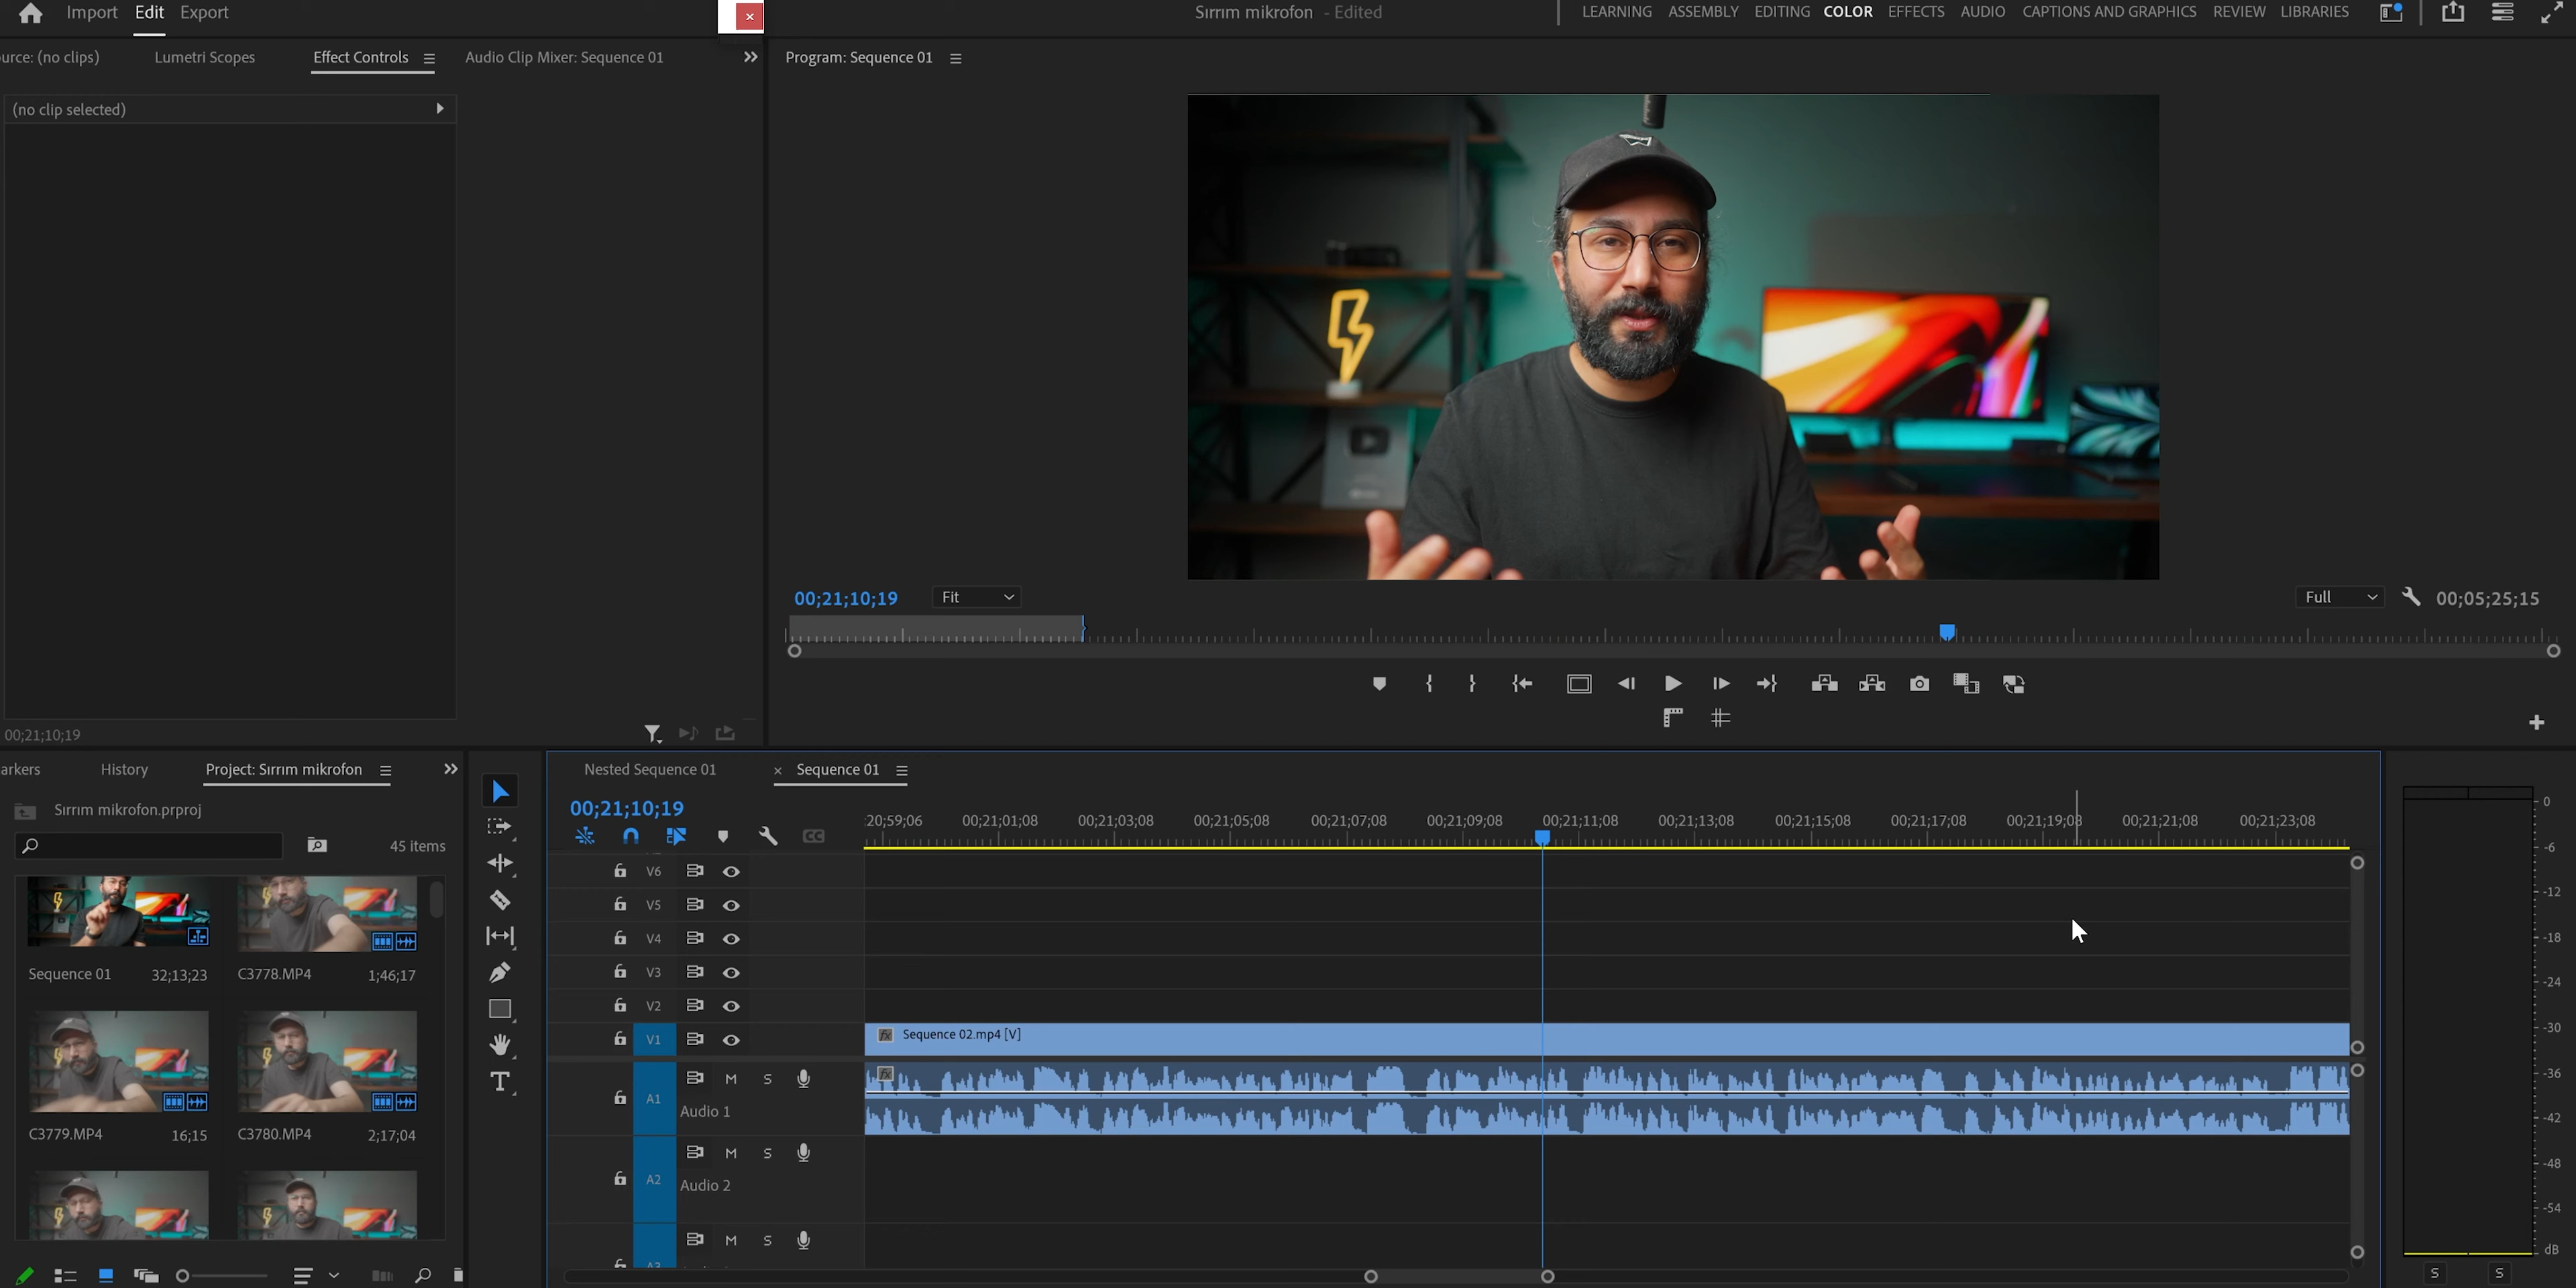 Import Edit Export
Sırrım mikrofon - Edited
LEARNING ASSEMBLY EDITING COLOR EFFECTS AUDIO CAPTIONS AND GRAPHICS REVIEW LIBRARIES
urce: (no clips) Lumetri Scopes Effect Controls Audio Clip Mixer: Sequence 01
Program: Sequence 01
(no clip selected)
00;21;10;19 Fit Full 00;05;25;15
00;21;10;19
arkers History Project: Sırrım mikrofon
Sırrım mikrofon.prproj
45 items
Sequence 01 32;13;23
C3778.MP4 1;46;17
C3779.MP4 16;15
C3780.MP4 2;17;04
Nested Sequence 01 × Sequence 01
00;21;10;19
:20;59;06 00;21;01;08 00;21;03;08 00;21;05;08 00;21;07;08 00;21;09;08 00;21;11;08 00;21;13;08 00;21;15;08 00;21;17;08 00;21;19;08 00;21;21;08 00;21;23;08
CC
V6
V5
V4
V3
V2
V1
fx Sequence 02.mp4 [V]
A1 M S
fx
Audio 1
A2 M S
Audio 2
A3 M S
0
-6
-12
-18
-24
-30
-36
-42
-48
-54
dB
S S